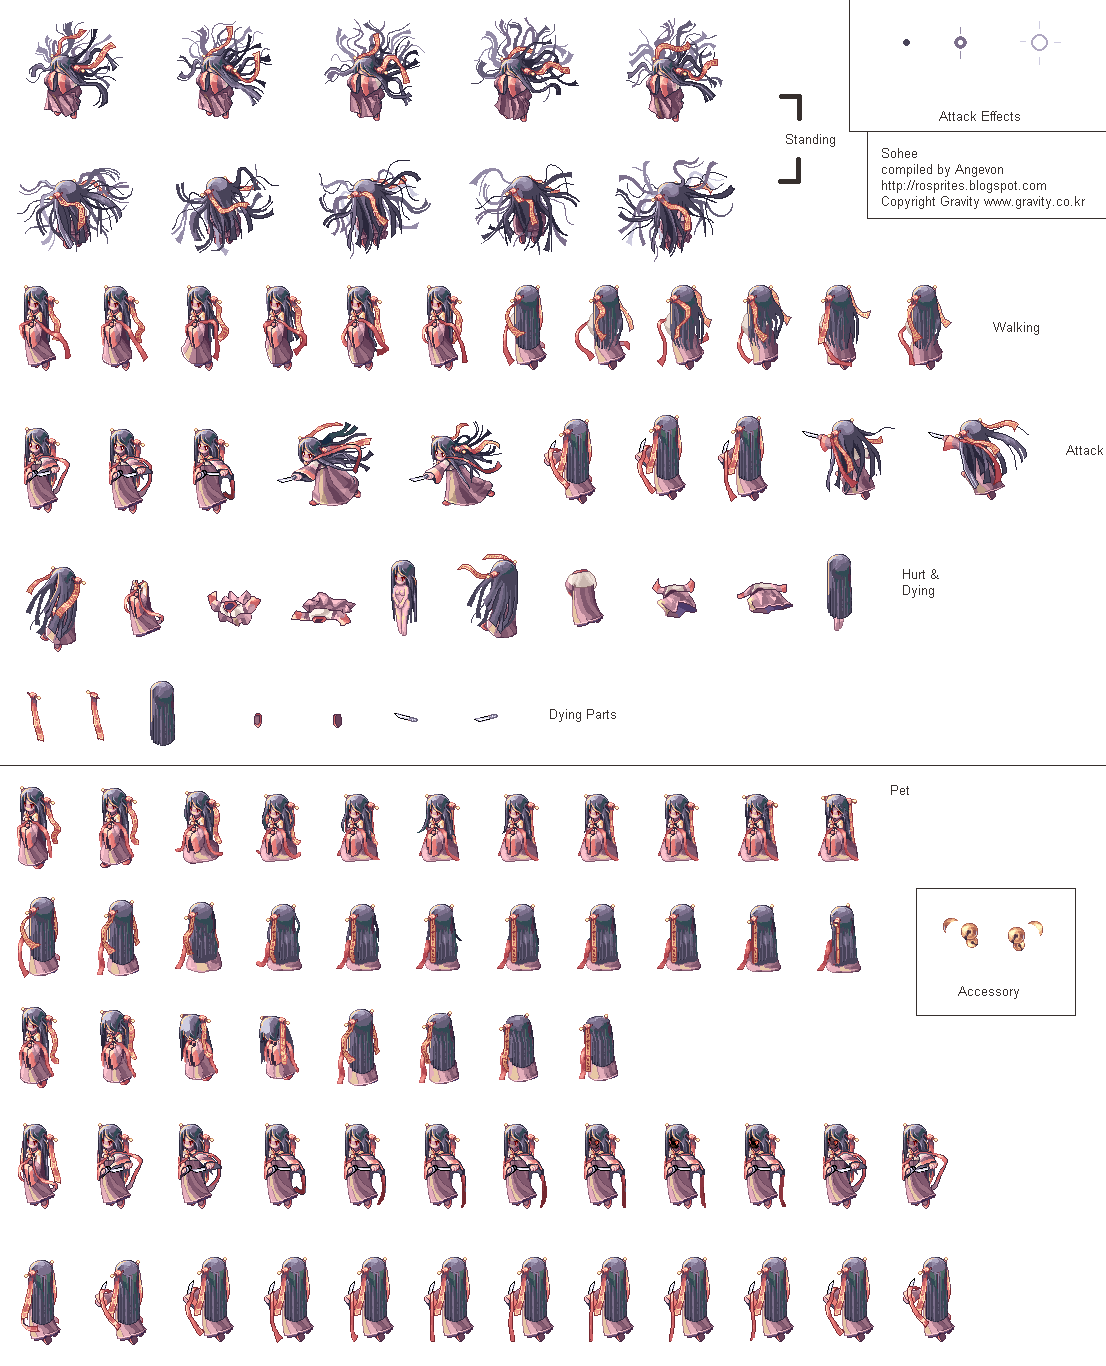 Attack Effects
Standing
Sohee
compiled by Angevon
http://rosprites.blogspot.com
Copyright Gravity www.gravity.co.kr
Walking
Attack
Hurt &
Dying
Dying Parts
Pet
Accessory